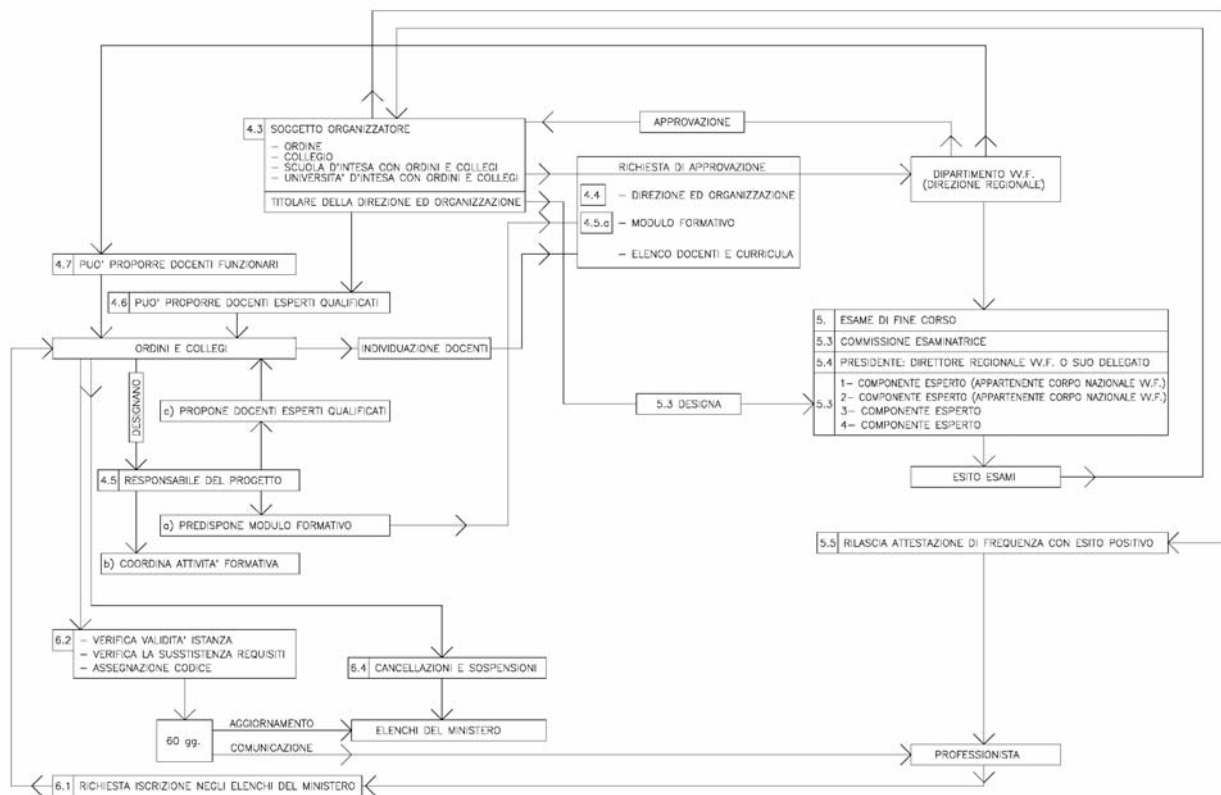 4.3 SOGGETTO ORGANIZZATORE
– ORDINE
– COLLEGIO
– SCUOLA D'INTESA CON ORDINI E COLLEGI
– UNIVERSITA' D'INTESA CON ORDINI E COLLEGI
TITOLARE DELLA DIREZIONE ED ORGANIZZAZIONE
APPROVAZIONE
RICHIESTA DI APPROVAZIONE
4.4 – DIREZIONE ED ORGANIZZAZIONE
4.5.a – MODULO FORMATIVO
– ELENCO DOCENTI E CURRICULA
DIPARTIMENTO VV.F.
(DIREZIONE REGIONALE)
4.7 PUO' PROPORRE DOCENTI FUNZIONARI
4.6 PUO' PROPORRE DOCENTI ESPERTI QUALIFICATI
ORDINI E COLLEGI
INDIVIDUAZIONE DOCENTI
DESIGNANO
c) PROPONE DOCENTI ESPERTI QUALIFICATI
4.5 RESPONSABILE DEL PROGETTO
a) PREDISPONE MODULO FORMATIVO
b) COORDINA ATTIVITA' FORMATIVA
5.3 DESIGNA
5. ESAME DI FINE CORSO
5.3 COMMISSIONE ESAMINATRICE
5.4 PRESIDENTE: DIRETTORE REGIONALE VV.F. O SUO DELEGATO
5.3
1– COMPONENTE ESPERTO (APPARTENENTE CORPO NAZIONALE VV.F.)
2– COMPONENTE ESPERTO (APPARTENENTE CORPO NAZIONALE VV.F.)
3– COMPONENTE ESPERTO
4– COMPONENTE ESPERTO
ESITO ESAMI
5.5 RILASCIA ATTESTAZIONE DI FREQUENZA CON ESITO POSITIVO
6.2 – VERIFICA VALIDITA' ISTANZA
– VERIFICA LA SUSSTISTENZA REQUISITI
– ASSEGNAZIONE CODICE
6.4 CANCELLAZIONI E SOSPENSIONI
60 gg.
AGGIORNAMENTO
COMUNICAZIONE
ELENCHI DEL MINISTERO
PROFESSIONISTA
6.1 RICHIESTA ISCRIZIONE NEGLI ELENCHI DEL MINISTERO